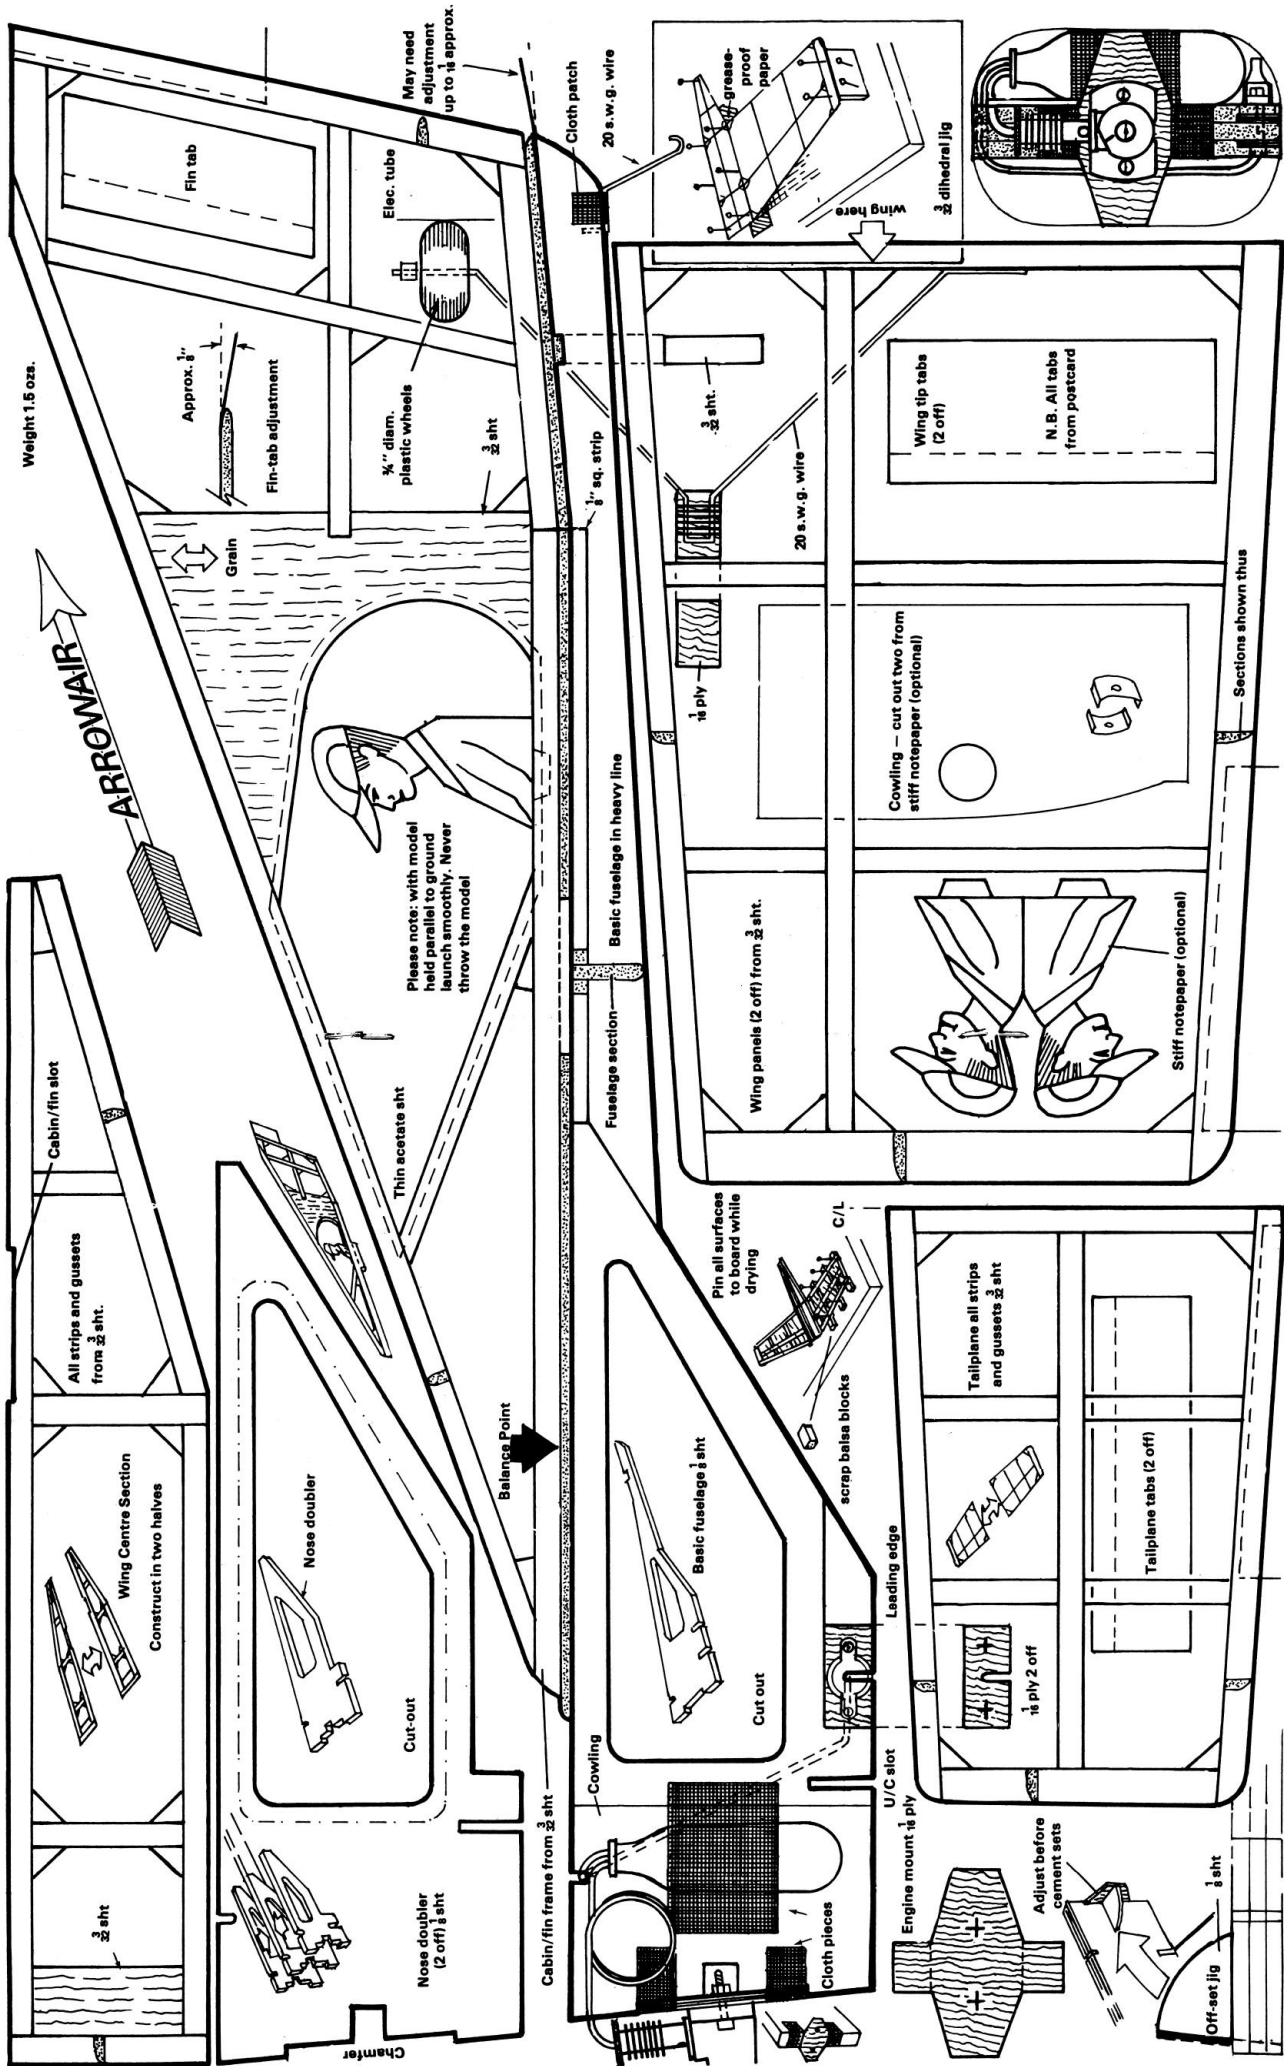 Weight 1.5 ozs.
ARROWAIR
Cabin/fin slot
All strips and gussets
from 3/32 sht.
Wing Centre Section
Construct in two halves
3/32 sht
Nose doubler
Cut-out
Nose doubler
(2 off) 1/8 sht
Chamfer
Fin tab
May need
adjustment
up to 1/16 approx.
Elec. tube
Approx. 1/8"
Fin-tab adjustment
3/4" diam.
plastic wheels
3/32 sht
Grain
Please note: with model
held parallel to ground
launch smoothly. Never
throw the model
Thin acetate sht
Balance Point
Cabin/fin frame from 3/32 sht
Cloth patch
20 s.w.g. wire
1/8" sq. strip
Basic fuselage in heavy line
Fuselage section
Basic fuselage 1/8 sht
Cut out
Cowling
Cloth pieces
grease-
proof
paper
wing here
3/32 dihedral jig
3/32 sht.
20 s.w.g. wire
1/16 ply
Wing tip tabs
(2 off)
N.B. All tabs
from postcard
Cowling — cut out two from
stiff notepaper (optional)
Sections shown thus
Wing panels (2 off) from 3/32 sht.
Stiff notepaper (optional)
Pin all surfaces
to board while
drying
C/L
scrap balsa blocks
Leading edge
Tailplane all strips
and gussets 3/32 sht
Tailplane tabs (2 off)
1/16 ply 2 off
U/C slot
Engine mount 1/16 ply
Adjust before
cement sets
Off-set jig
1/8 sht